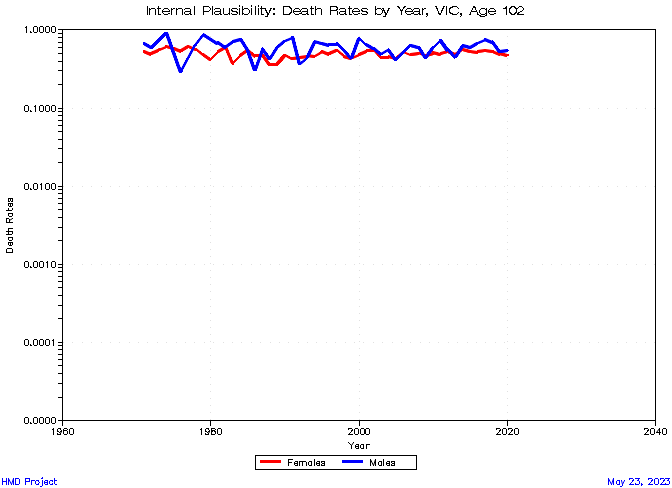 Internal Plausibility: Death Rates by Year, VIC, Age 102
1.0000
0.1000
0.0100
0.0010
0.0001
0.0000
Death Rates
1960
1980
2000
2020
2040
Year
Females
Males
HMD Project
May 23, 2023